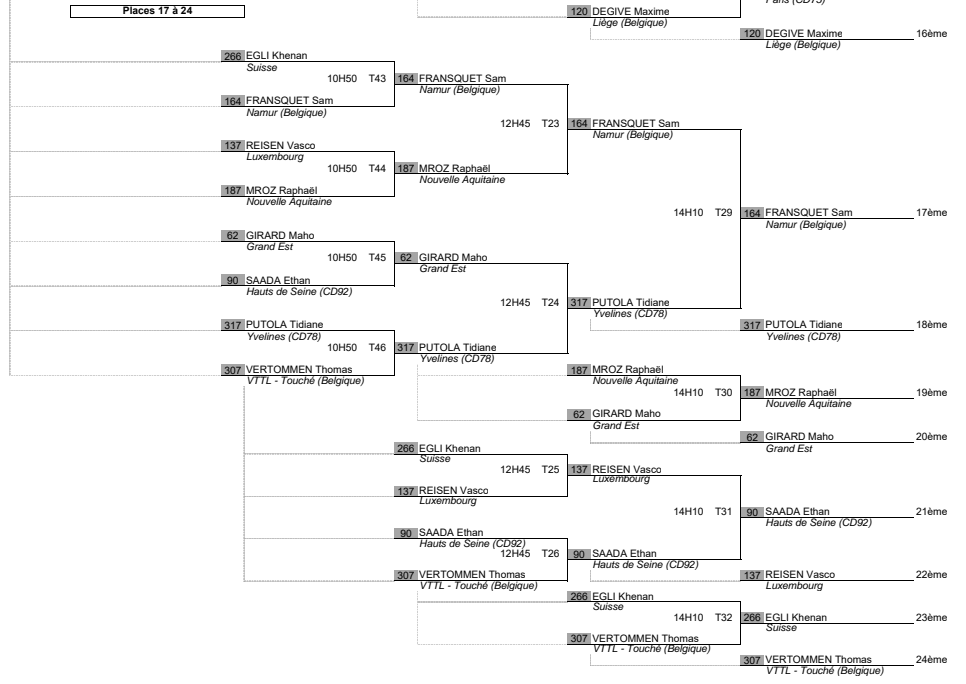 Paris (CD75)
Places 17 à 24
120 DEGIVE Maxime
Liège (Belgique)
120 DEGIVE Maxime 16ème
Liège (Belgique)
266 EGLI Khenan
Suisse
10H50 T43 164 FRANSQUET Sam
Namur (Belgique)
164 FRANSQUET Sam
Namur (Belgique)
12H45 T23 164 FRANSQUET Sam
Namur (Belgique)
137 REISEN Vasco
Luxembourg
10H50 T44 187 MROZ Raphaël
Nouvelle Aquitaine
187 MROZ Raphaël
Nouvelle Aquitaine
14H10 T29 164 FRANSQUET Sam 17ème
Namur (Belgique)
62 GIRARD Maho
Grand Est
10H50 T45 62 GIRARD Maho
Grand Est
90 SAADA Ethan
Hauts de Seine (CD92)
12H45 T24 317 PUTOLA Tidiane
Yvelines (CD78)
317 PUTOLA Tidiane 317 PUTOLA Tidiane 18ème
Yvelines (CD78) Yvelines (CD78)
10H50 T46 317 PUTOLA Tidiane
Yvelines (CD78)
307 VERTOMMEN Thomas 187 MROZ Raphaël
VTTL - Touché (Belgique) Nouvelle Aquitaine
14H10 T30 187 MROZ Raphaël 19ème
Nouvelle Aquitaine
62 GIRARD Maho
Grand Est
62 GIRARD Maho 20ème
Grand Est
266 EGLI Khenan
Suisse
12H45 T25 137 REISEN Vasco
Luxembourg
137 REISEN Vasco
Luxembourg
14H10 T31 90 SAADA Ethan 21ème
Hauts de Seine (CD92)
90 SAADA Ethan
Hauts de Seine (CD92)
12H45 T26 90 SAADA Ethan
Hauts de Seine (CD92)
307 VERTOMMEN Thomas 137 REISEN Vasco 22ème
VTTL - Touché (Belgique) Luxembourg
266 EGLI Khenan
Suisse
14H10 T32 266 EGLI Khenan 23ème
Suisse
307 VERTOMMEN Thomas
VTTL - Touché (Belgique)
307 VERTOMMEN Thomas 24ème
VTTL - Touché (Belgique)